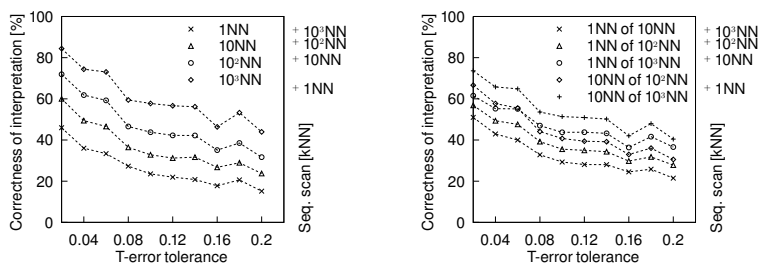 Correctness of interpretation [%]
100
80
60
40
20
0
1NN
10NN
10²NN
10³NN
0.04 0.08 0.12 0.16 0.2
T-error tolerance
+ 10³NN
+ 10²NN
+ 10NN
+ 1NN
Seq. scan [kNN]
Correctness of interpretation [%]
100
80
60
40
20
0
1NN of 10NN
1NN of 10²NN
1NN of 10³NN
10NN of 10²NN
10NN of 10³NN
0.04 0.08 0.12 0.16 0.2
T-error tolerance
+ 10³NN
+ 10²NN
+ 10NN
+ 1NN
Seq. scan [kNN]